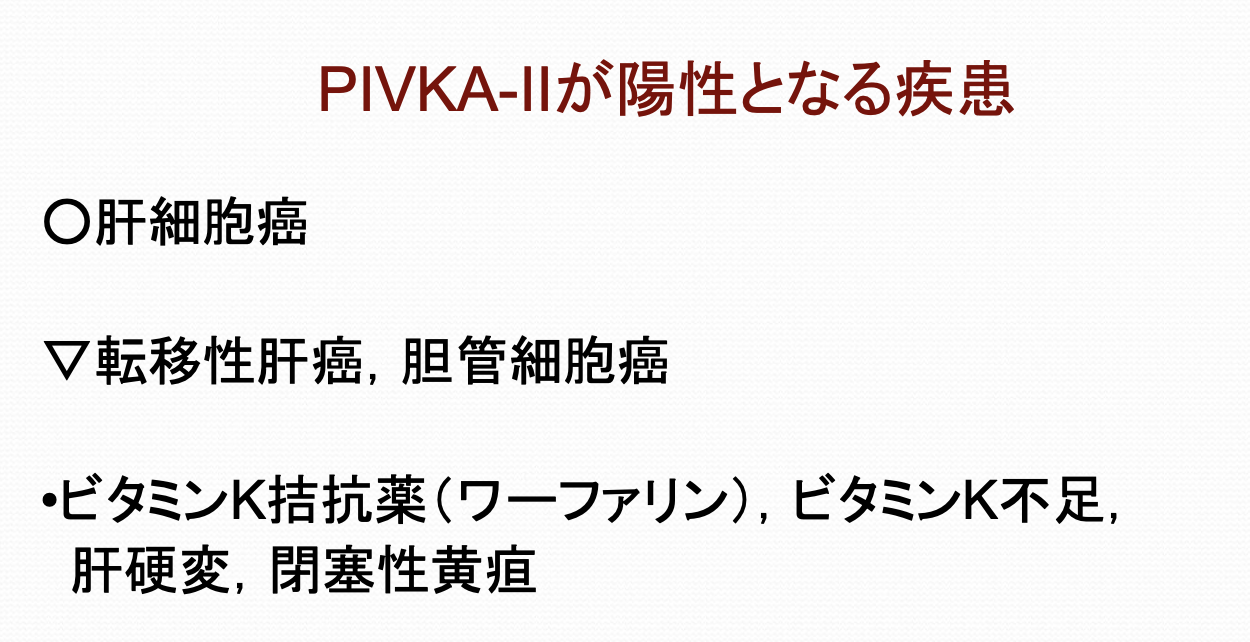 PIVKA-IIが陽性となる疾患
〇肝細胞癌
▽転移性肝癌，胆管細胞癌
•ビタミンK拮抗薬（ワーファリン），ビタミンK不足，
肝硬変，閉塞性黄疸